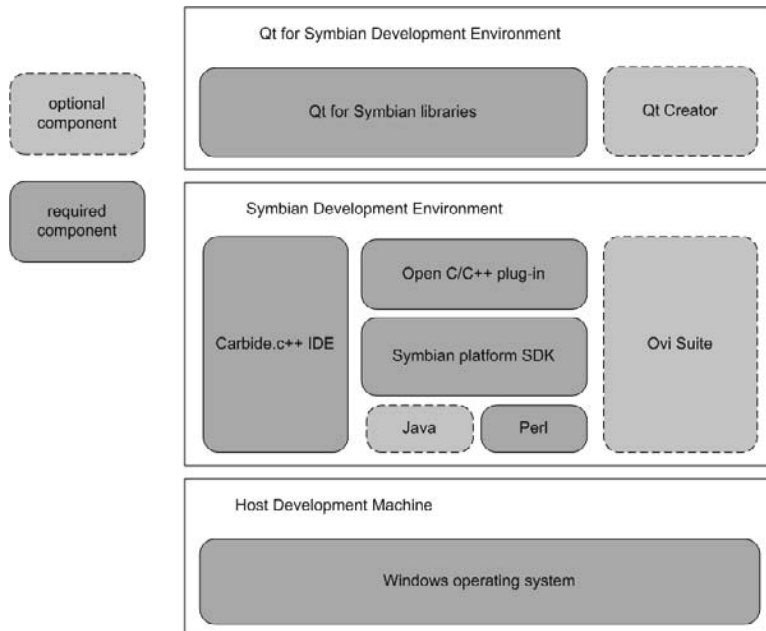 Qt for Symbian Development Environment
optional
component
Qt for Symbian libraries
Qt Creator
required
component
Symbian Development Environment
Carbide.c++ IDE
Open C/C++ plug-in
Symbian platform SDK
Java
Perl
Ovi Suite
Host Development Machine
Windows operating system